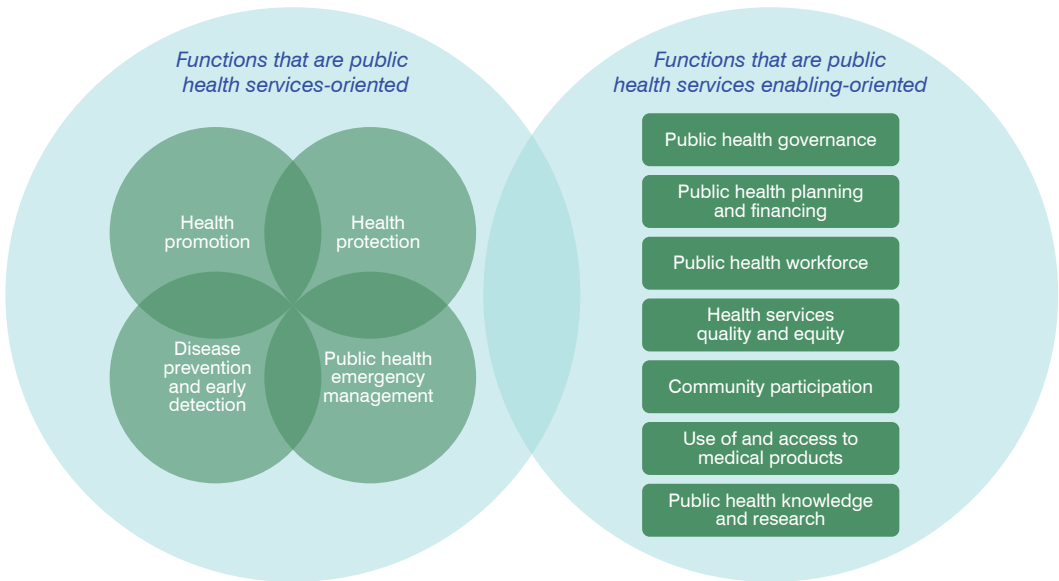 Functions that are public
health services-oriented
Health
promotion
Health
protection
Disease
prevention
and early
detection
Public health
emergency
management
Functions that are public
health services enabling-oriented
Public health governance
Public health planning
and financing
Public health workforce
Health services
quality and equity
Community participation
Use of and access to
medical products
Public health knowledge
and research